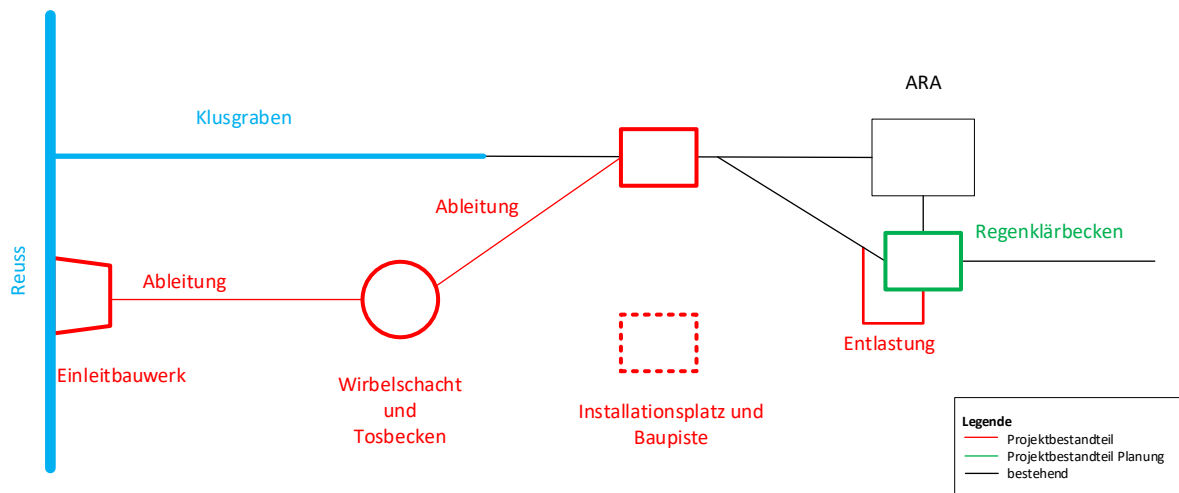 ARA
Klusgraben
Ableitung
Regenklärbecken
Reuss
Ableitung
Entlastung
Einleitbauwerk
Wirbelschacht
und
Tosbecken
Installationsplatz und
Baupiste
Legende
Projektbestandteil
Projektbestandteil Planung
bestehend